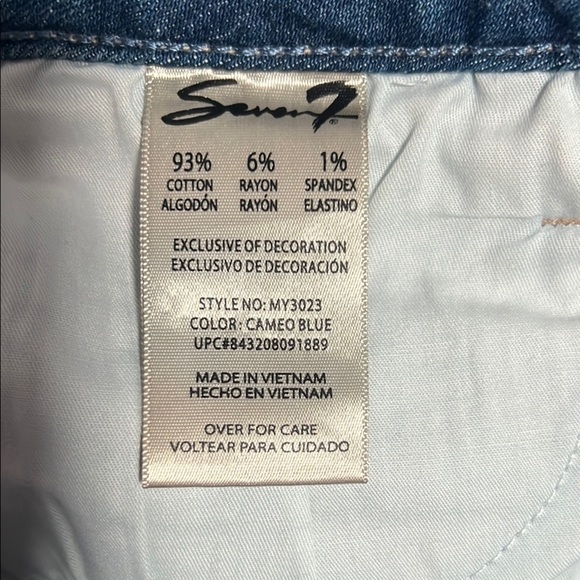 Seven7®
93% 6% 1%
COTTON RAYON SPANDEX
ALGODÓN RAYÓN ELASTINO
EXCLUSIVE OF DECORATION
EXCLUSIVO DE DECORACIÓN
STYLE NO: MY3023
COLOR: CAMEO BLUE
UPC#843208091889
MADE IN VIETNAM
HECHO EN VIETNAM
OVER FOR CARE
VOLTEAR PARA CUIDADO